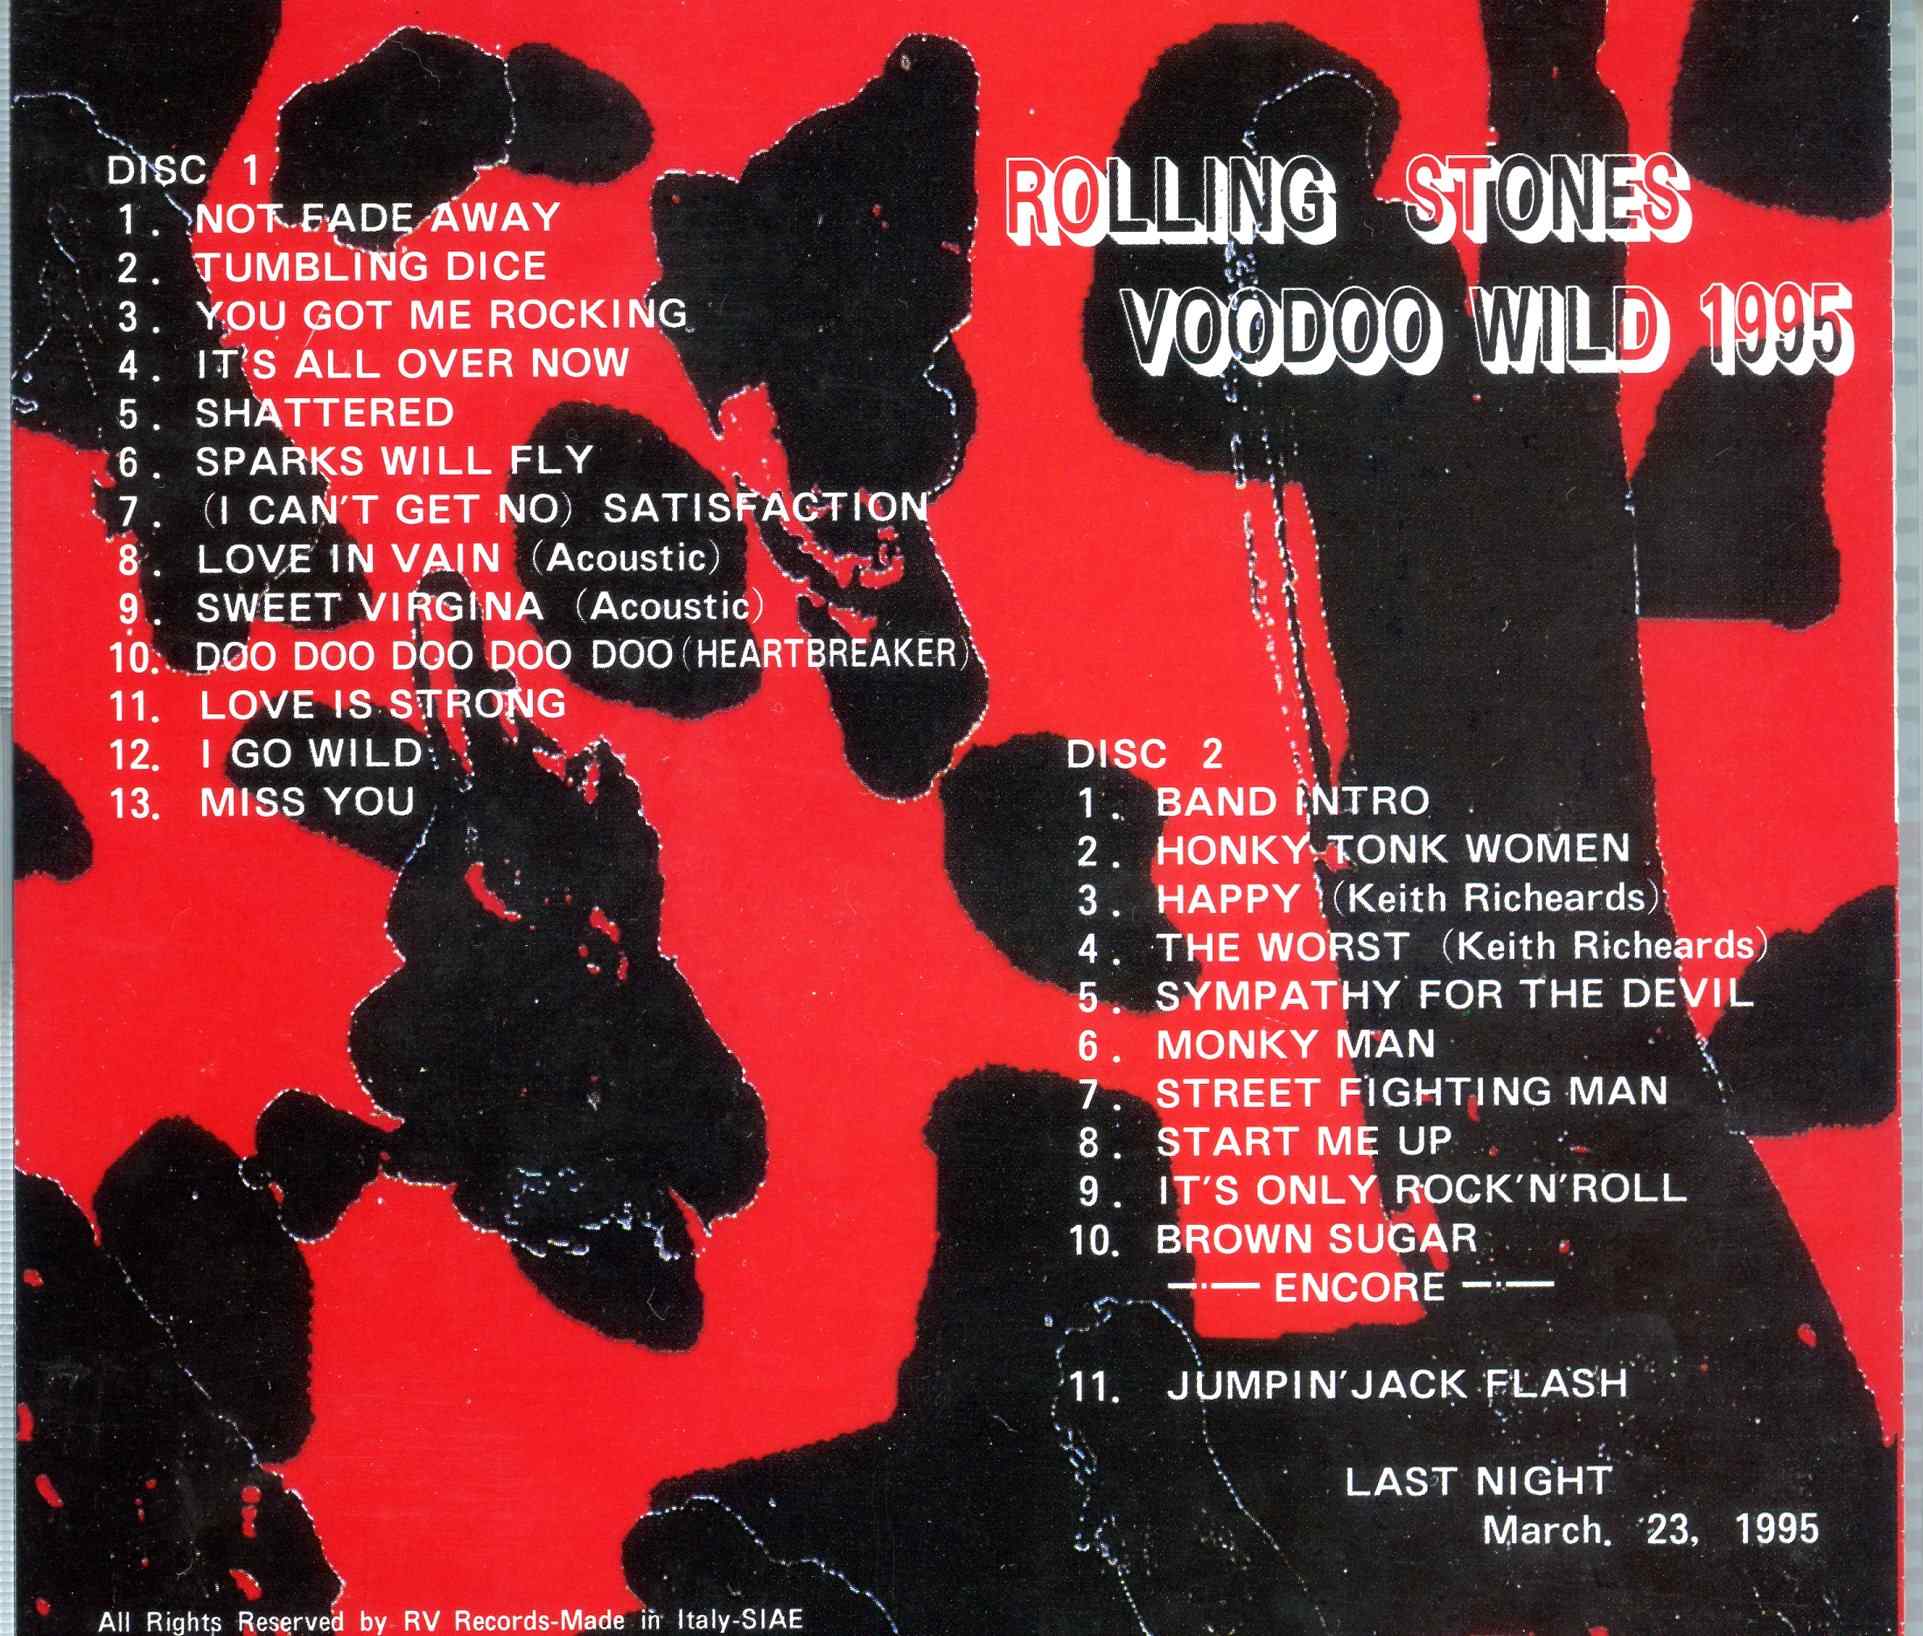 ROLLING STONES
VOODOO WILD 1995
DISC 1
1. NOT FADE AWAY
2. TUMBLING DICE
3. YOU GOT ME ROCKING
4. IT'S ALL OVER NOW
5. SHATTERED
6. SPARKS WILL FLY
7. (I CAN'T GET NO) SATISFACTION
8. LOVE IN VAIN (Acoustic)
9. SWEET VIRGINA (Acoustic)
10. DOO DOO DOO DOO DOO(HEARTBREAKER)
11. LOVE IS STRONG
12. I GO WILD
13. MISS YOU
DISC 2
1. BAND INTRO
2. HONKY TONK WOMEN
3. HAPPY (Keith Richeards)
4. THE WORST (Keith Richeards)
5. SYMPATHY FOR THE DEVIL
6. MONKY MAN
7. STREET FIGHTING MAN
8. START ME UP
9. IT'S ONLY ROCK'N'ROLL
10. BROWN SUGAR
—·— ENCORE —·—
11. JUMPIN'JACK FLASH
LAST NIGHT
March. 23, 1995
All Rights Reserved by RV Records-Made in Italy-SIAE